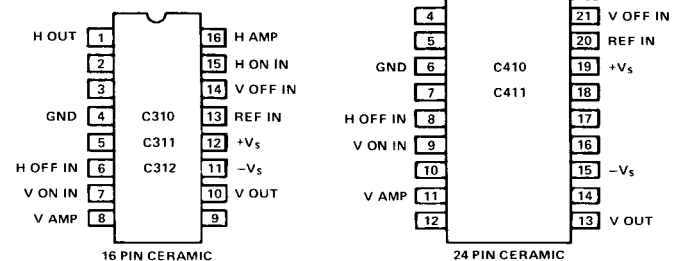 H OUT 1 16 H AMP
2 15 H ON IN
3 14 V OFF IN
GND 4 C310 13 REF IN
5 C311 12 +Vs
H OFF IN 6 C312 11 −Vs
V ON IN 7 10 V OUT
V AMP 8 9
16 PIN CERAMIC
4 21 V OFF IN
5 20 REF IN
GND 6 C410 19 +Vs
7 C411 18
H OFF IN 8 17
V ON IN 9 16
10 15 −Vs
V AMP 11 14
12 13 V OUT
24 PIN CERAMIC